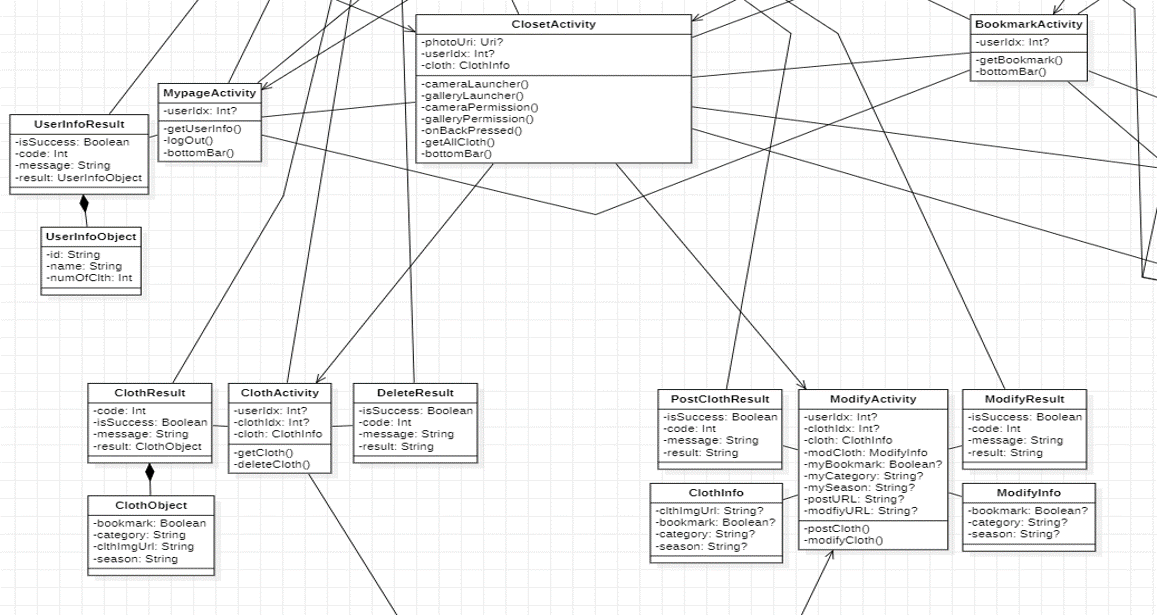 ClosetActivity
-photoUri: Uri?
-userIdx: Int?
-cloth: ClothInfo
-cameraLauncher()
-galleryLauncher()
-cameraPermission()
-galleryPermission()
-onBackPressed()
-getAllCloth()
-bottomBar()
BookmarkActivity
-userIdx: Int?
-getBookmark()
-bottomBar()
MypageActivity
-userIdx: Int?
-getUserInfo()
-logOut()
-bottomBar()
UserInfoResult
-isSuccess: Boolean
-code: Int
-message: String
-result: UserInfoObject
UserInfoObject
-id: String
-name: String
-numOfClth: Int
ClothResult
-code: Int
-isSuccess: Boolean
-message: String
-result: ClothObject
ClothActivity
-userIdx: Int?
-clothIdx: Int?
-cloth: ClothInfo
-getCloth()
-deleteCloth()
DeleteResult
-isSuccess: Boolean
-code: Int
-message: String
-result: String
PostClothResult
-isSuccess: Boolean
-code: Int
-message: String
-result: String
ModifyActivity
-userIdx: Int?
-clothIdx: Int?
-cloth: ClothInfo
-modCloth: ModifyInfo
-myBookmark: Boolean?
-myCategory: String?
-mySeason: String?
-postURL: String?
-modfiyURL: String?
-postCloth()
-modifyCloth()
ModifyResult
-isSuccess: Boolean
-code: Int
-message: String
-result: String
ClothObject
-bookmark: Boolean
-category: String
-clthImgUrl: String
-season: String
ClothInfo
-clthImgUrl: String?
-bookmark: Boolean?
-category: String?
-season: String?
ModifyInfo
-bookmark: Boolean?
-category: String?
-season: String?